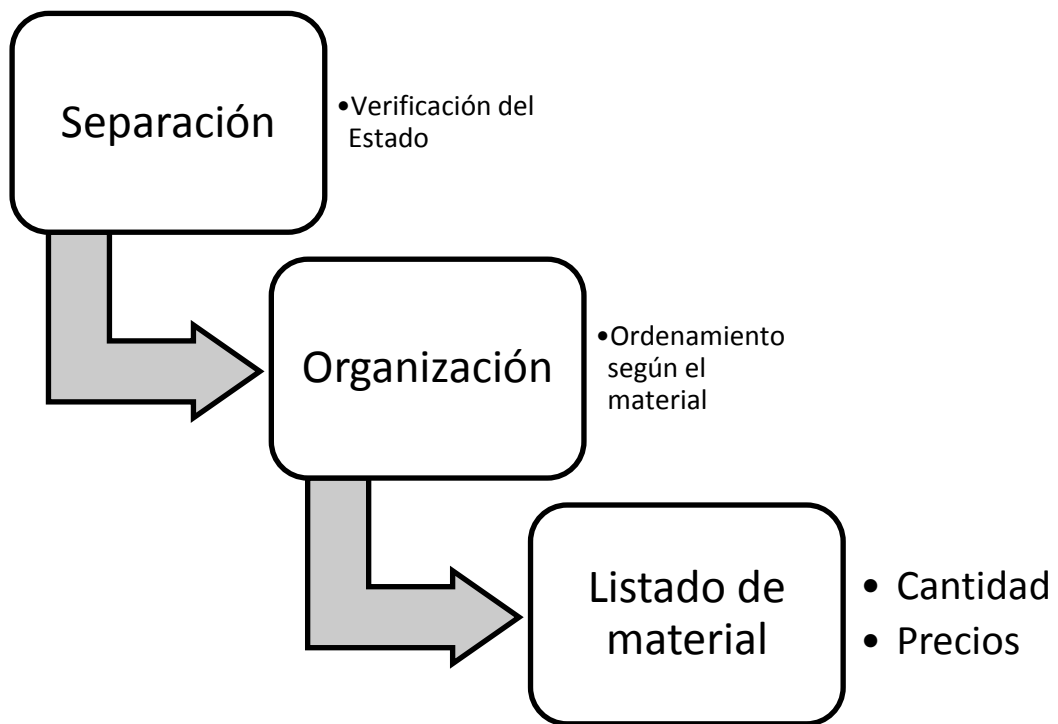 Separación
•Verificación del
Estado
Organización
•Ordenamiento
según el
material
Listado de
material
• Cantidad
• Precios